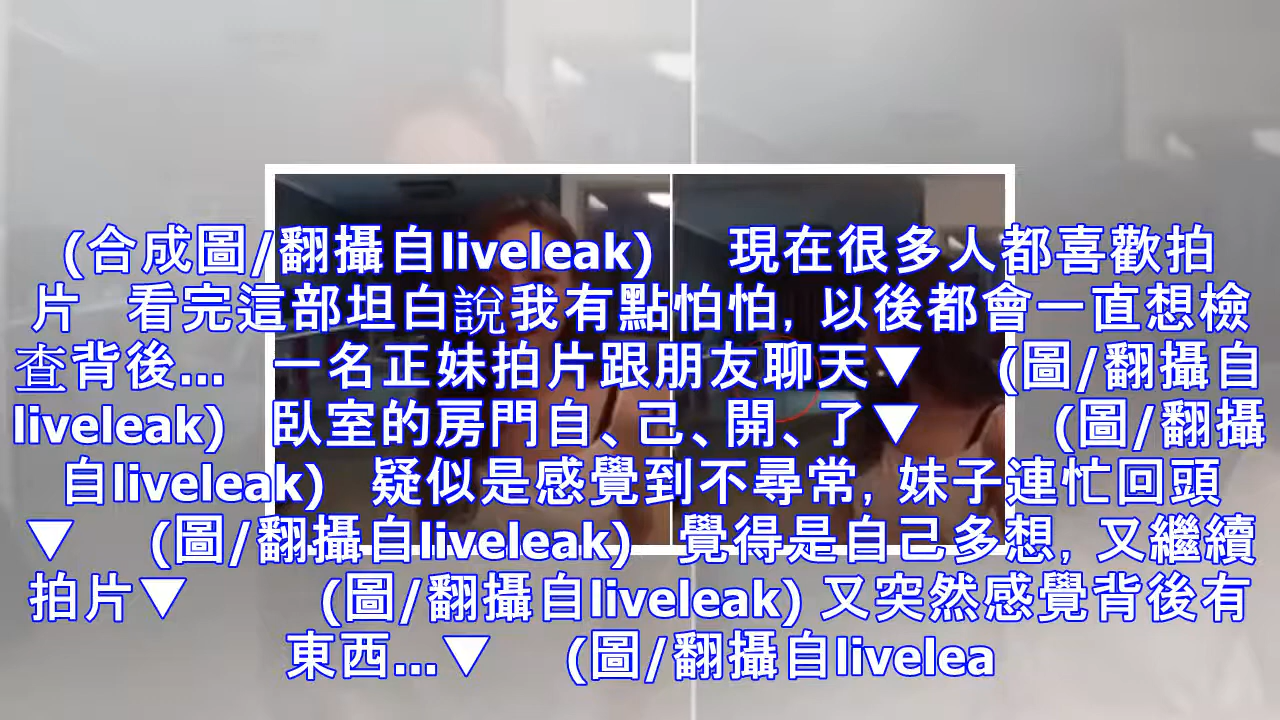 (合成圖/翻攝自liveleak) 現在很多人都喜歡拍
片 看完這部坦白說我有點怕怕, 以後都會一直想檢
查背後... 一名正妹拍片跟朋友聊天▼ (圖/翻攝自
liveleak) 臥室的房門自、己、開、了▼ (圖/翻攝
自liveleak) 疑似是感覺到不尋常, 妹子連忙回頭
▼ (圖/翻攝自liveleak) 覺得是自己多想, 又繼續
拍片▼ (圖/翻攝自liveleak) 又突然感覺背後有
東西...▼ (圖/翻攝自livelea